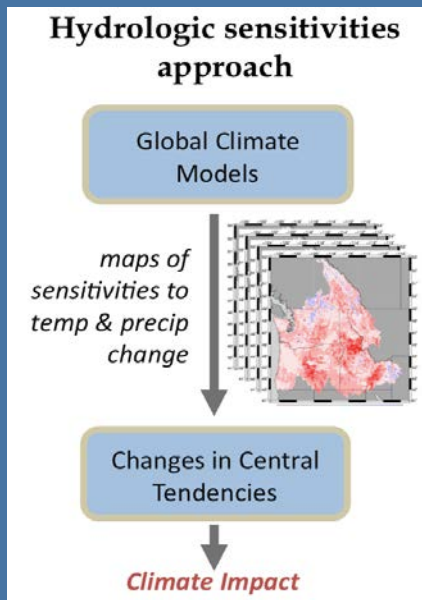 Hydrologic sensitivities
approach
Global Climate
Models
maps of
sensitivities to
temp & precip
change
Changes in Central
Tendencies
Climate Impact